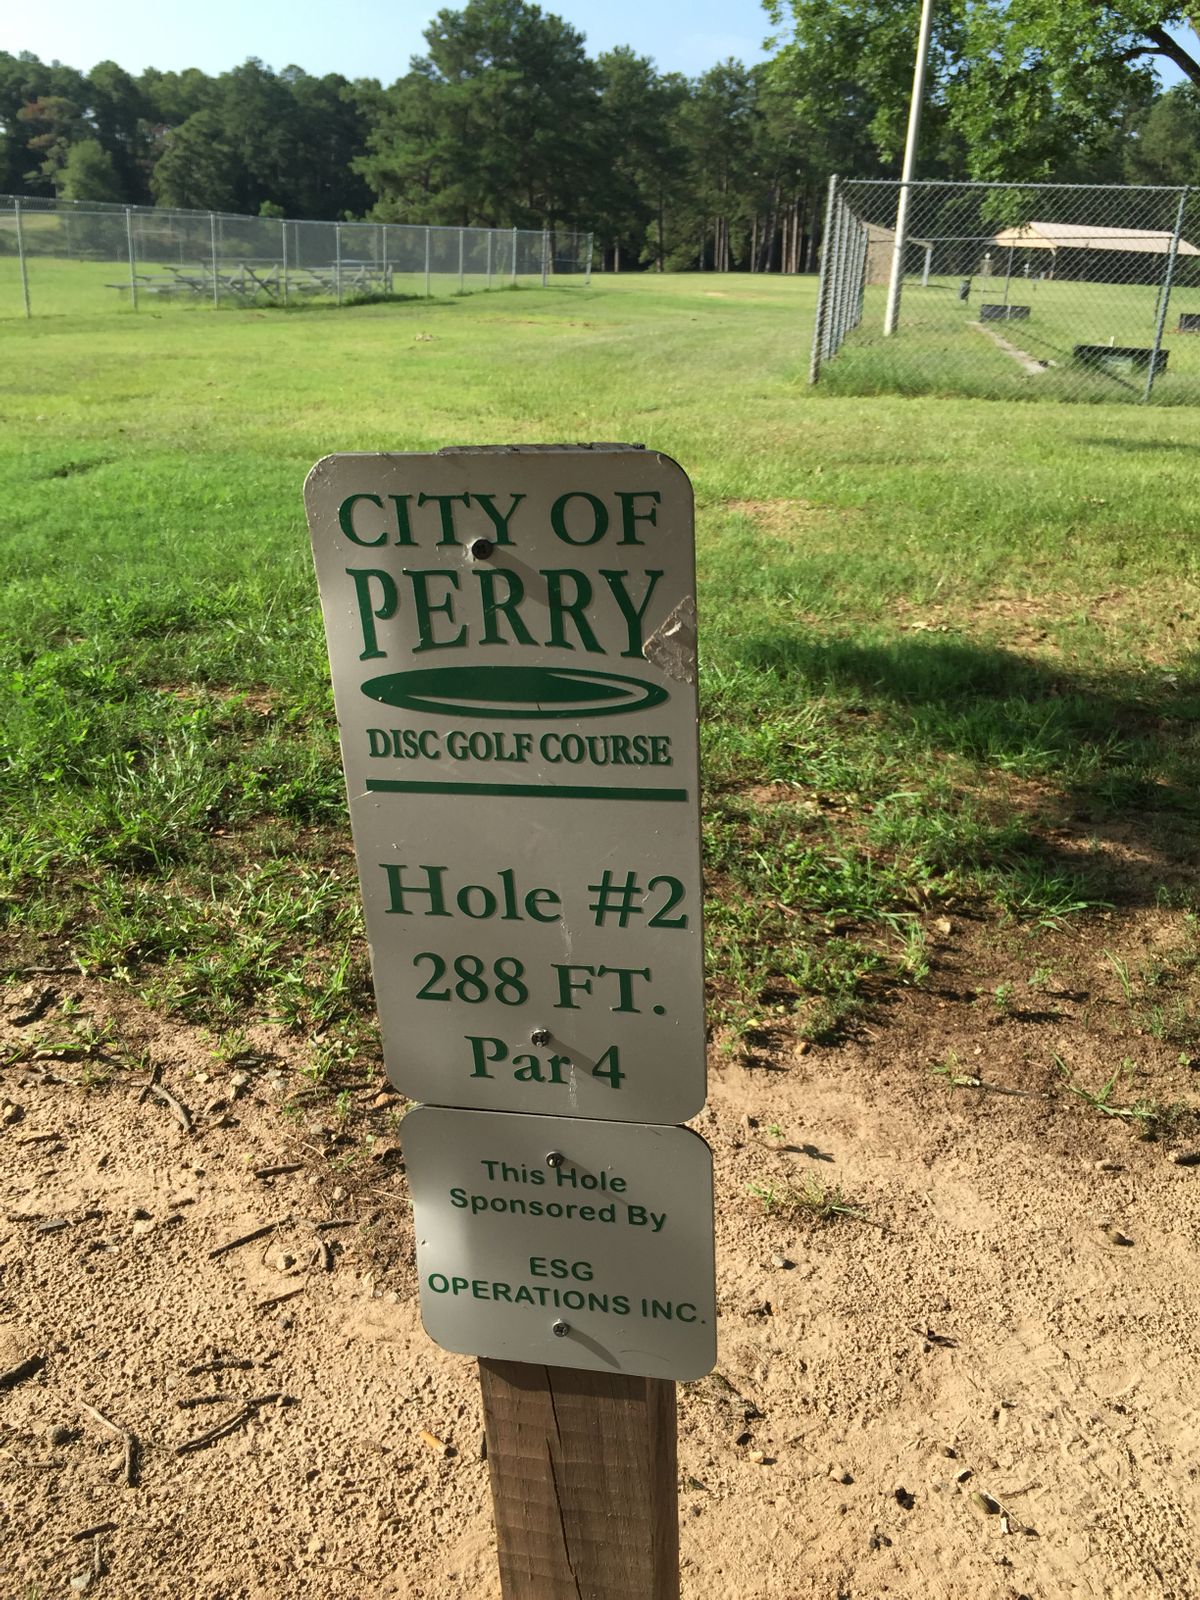 CITY OF
PERRY
DISC GOLF COURSE
Hole #2
288 FT.
Par 4
This Hole
Sponsored By
ESG
OPERATIONS INC.